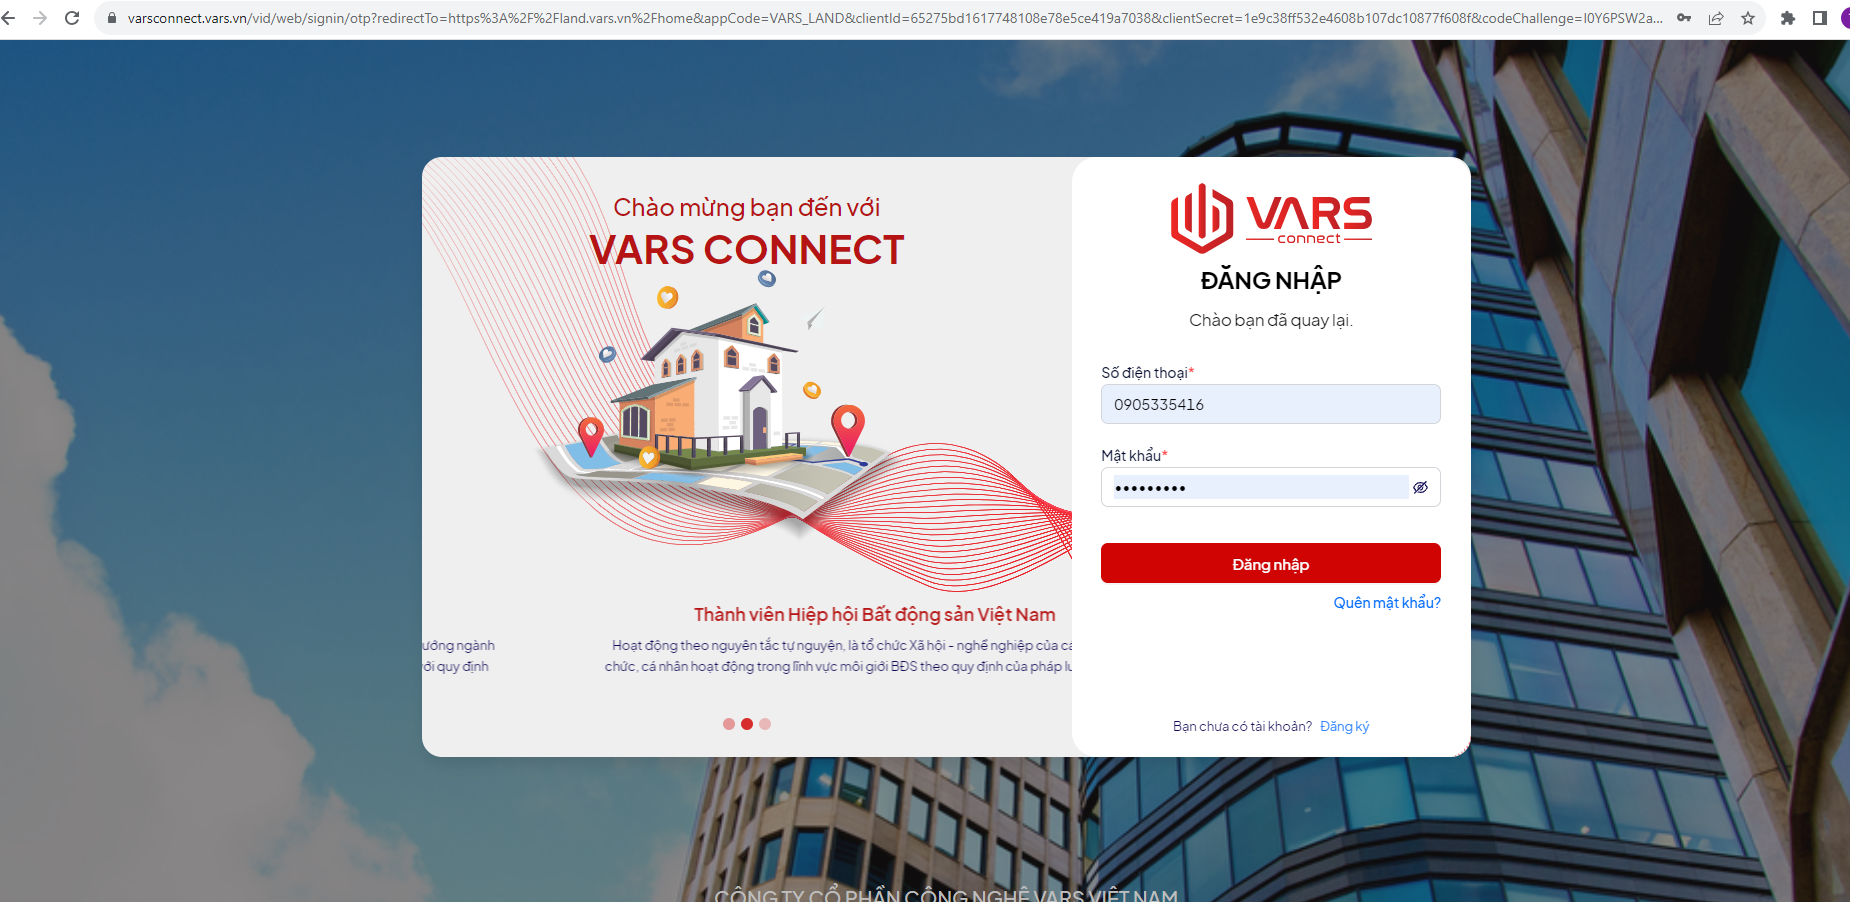 varsconnect.vars.vn/vid/web/signin/otp?redirectTo=https%3A%2F%2Fland.vars.vn%2Fhome&appCode=VARS_LAND&clientId=65275bd1617748108e78e5ce419a7038&clientSecret=1e9c38ff532e4608b107dc10877f608f&codeChallenge=I0Y6PSW2a...
Chào mừng bạn đến với
VARS CONNECT
Thành viên Hiệp hội Bất động sản Việt Nam
ướng ngành
Hoạt động theo nguyên tắc tự nguyện, là tổ chức Xã hội - nghề nghiệp của cá
ới quy định
chức, cá nhân hoạt động trong lĩnh vực môi giới BĐS theo quy định của pháp lu
VARS
connect
ĐĂNG NHẬP
Chào bạn đã quay lại.
Số điện thoại*
0905335416
Mật khẩu*
•••••••••
Đăng nhập
Quên mật khẩu?
Bạn chưa có tài khoản? Đăng ký
CÔNG TY CỔ PHẦN CÔNG NGHỆ VARS VIỆT NAM